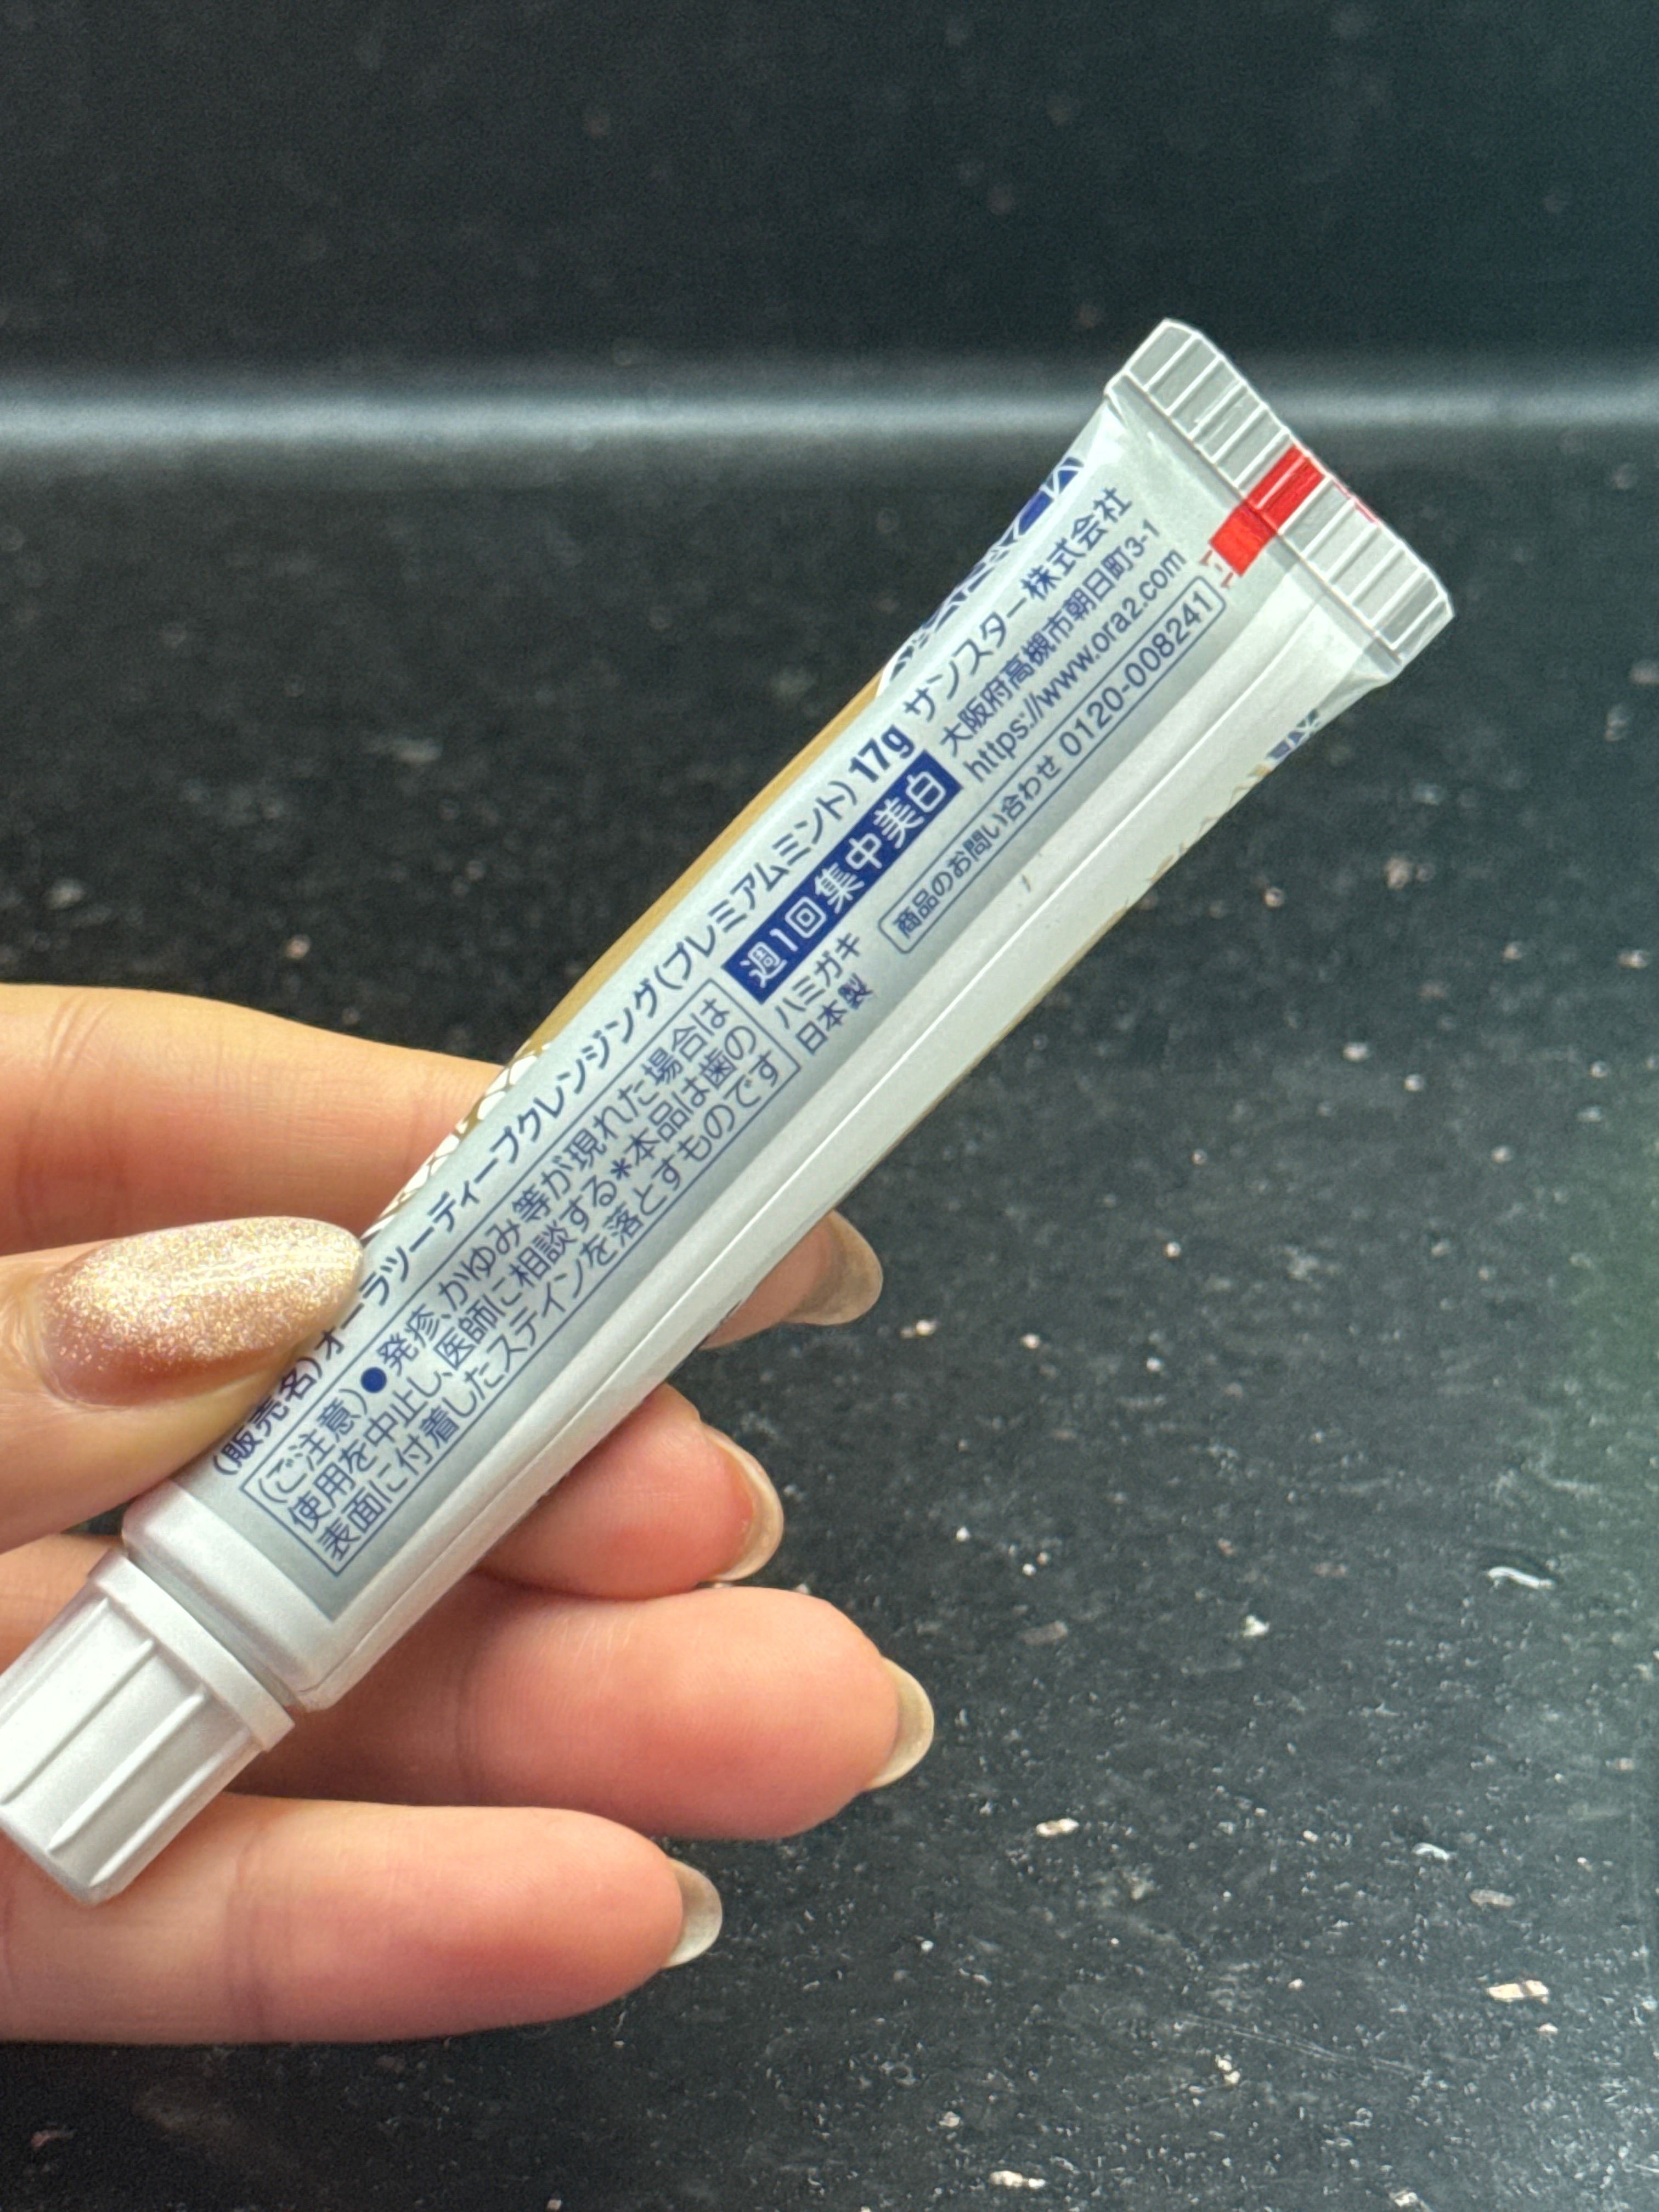 (販売名)オーラツーディープクレンジング(プレミアムミント)17g
(ご注意)●発疹、かゆみ等が現れた場合は
使用を中止し、医師に相談する*本品は歯の
表面に付着したステインを落とすものです
週1回集中美白
ハミガキ
日本製
サンスター株式会社
大阪府高槻市朝日町3-1
https://www.ora2.com
商品のお問い合わせ 0120-008241